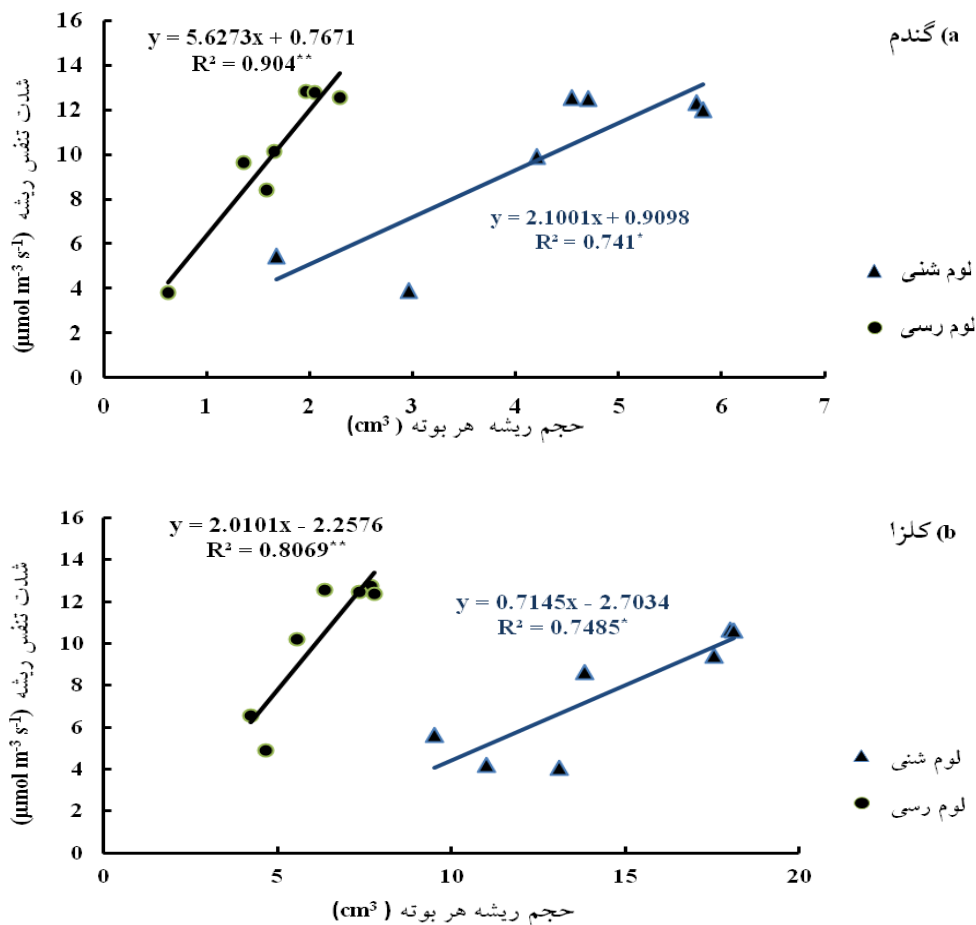 a) گندم
y = 5.6273x + 0.7671
R² = 0.904**
y = 2.1001x + 0.9098
R² = 0.741*
لوم شنی
لوم رسی
شدت تنفس ریشه (µmol m⁻³ s⁻¹)
16
14
12
10
8
6
4
2
0
0 1 2 3 4 5 6 7
حجم ریشه هر بوته (cm³)
b) کلزا
y = 2.0101x - 2.2576
R² = 0.8069**
y = 0.7145x - 2.7034
R² = 0.7485*
لوم شنی
لوم رسی
شدت تنفس ریشه (µmol m⁻³ s⁻¹)
16
14
12
10
8
6
4
2
0
0 5 10 15 20
حجم ریشه هر بوته (cm³)